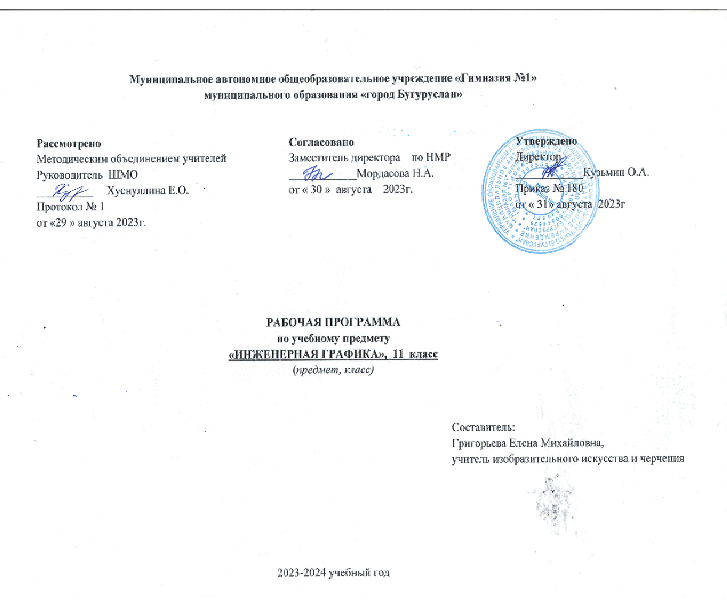 Муниципальное автономное общеобразовательное учреждение «Гимназия №1»
муниципального образования «город Бугуруслан»
Рассмотрено
Методическим объединением учителей
Руководитель ШМО
Хуснуллина Е.О.
Протокол № 1
от «29 » августа 2023г.
Согласовано
Заместитель директора по НМР
Мордасова Н.А.
от « 30 » августа 2023г.
Утверждено
Директор
Кузьмин О.А.
Приказ № 180
от « 31» августа 2023г
РАБОЧАЯ ПРОГРАММА
по учебному предмету
«ИНЖЕНЕРНАЯ ГРАФИКА», 11 класс
(предмет, класс)
Составитель:
Григорьева Елена Михайловна,
учитель изобразительного искусства и черчения
2023-2024 учебный год